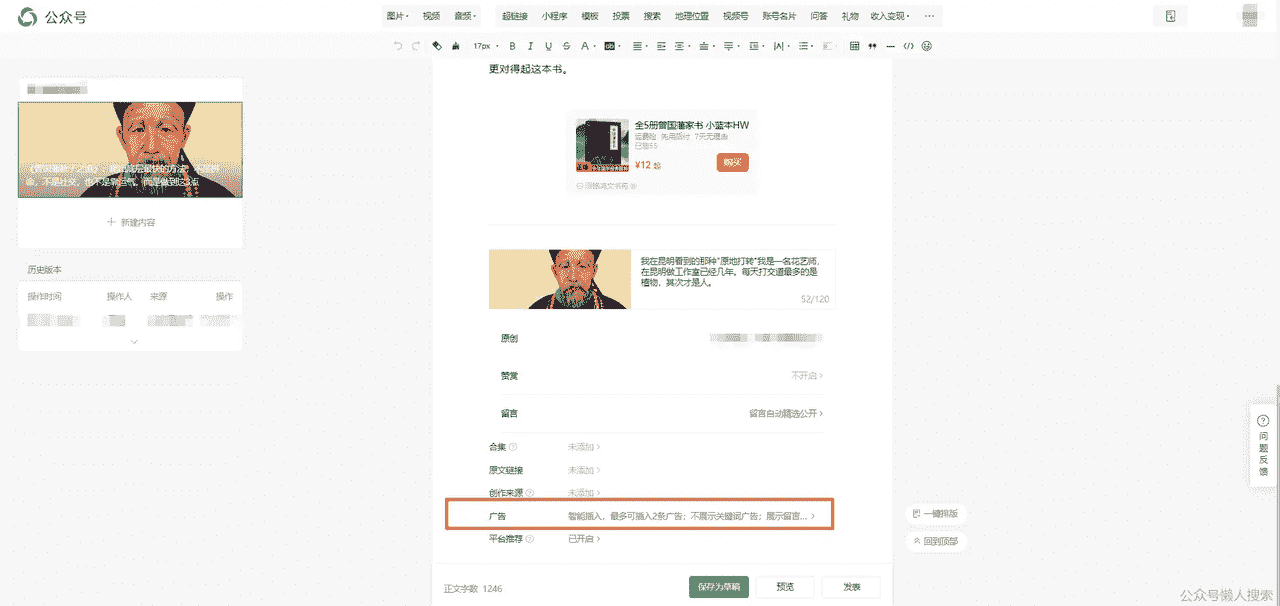 公众号
图片 视频 音频 超链接 小程序 模板 投票 搜索 地理位置 视频号 账号名片 问答 礼物 收入变现 ···
17px B I U S A
更对得起这本书。
全5册曾国藩家书 小蓝本HW
7天无理由
¥12 起
购买
新建内容
历史版本
操作时间 操作人 来源 操作
我在昆明看到的那种“原地打转”我是一名花艺师,
在昆明做工作室已经几年。每天打交道最多的是
植物,其次才是人。
52/120
原创
赞赏 不开启
留言 留言自动精选公开
合集 未添加
原文链接 未添加
创作来源 未添加
广告 智能插入,最多可插入2条广告;不展示关键词广告;展示留言...
平台推荐 已开启
问题反馈
一键排版
回到顶部
正文字数 1246
保存为草稿 预览 发表
公众号懒人搜索